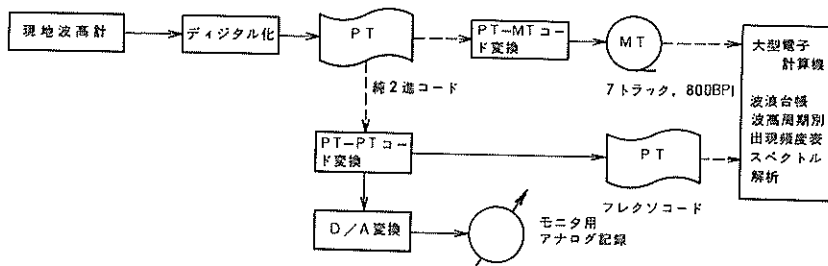 現地波高計
ディジタル化
PT
PT-MTコー
ド変換
MT
大型電子
計算機
純2進コード
7トラック，800BPI
波浪台帳
波高周期別
出現頻度表
スペクトル
解析
PT-PTコー
ド変換
PT
フレクソコード
D/A変換
モニタ用
アナログ記録